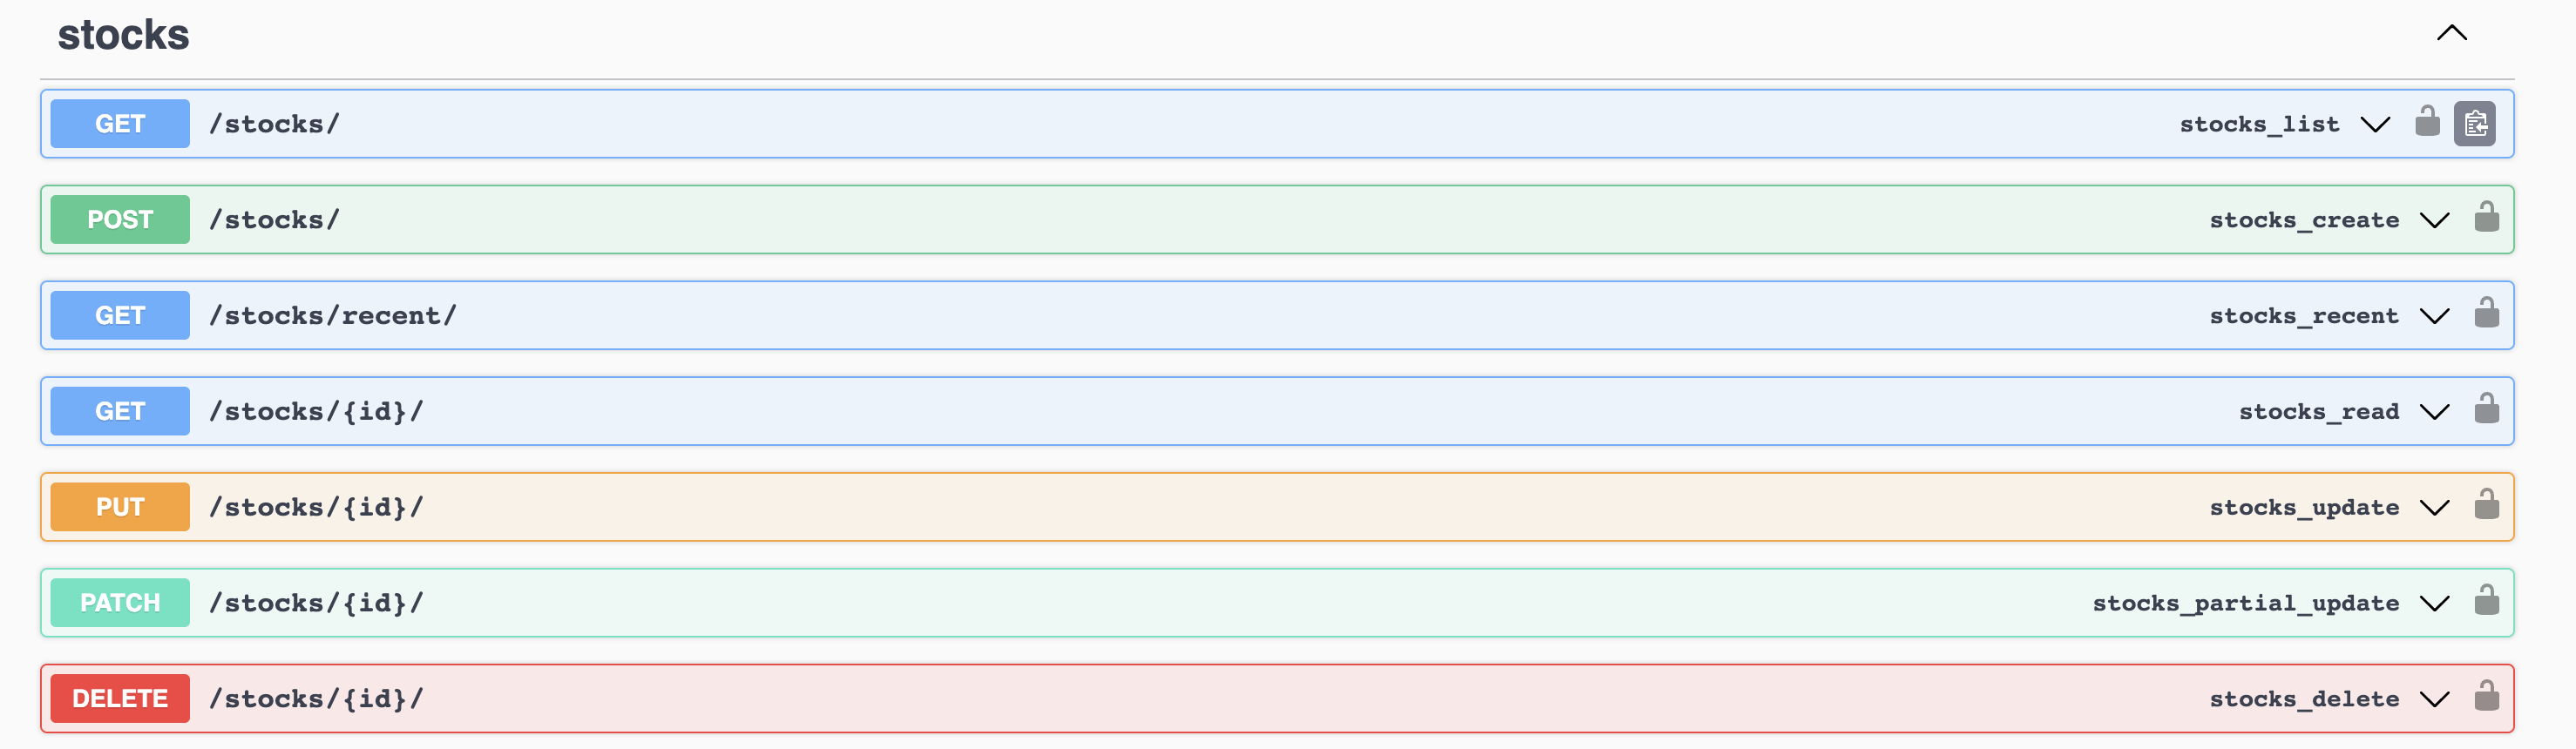 stocks
GET /stocks/ stocks_list
POST /stocks/ stocks_create
GET /stocks/recent/ stocks_recent
GET /stocks/{id}/ stocks_read
PUT /stocks/{id}/ stocks_update
PATCH /stocks/{id}/ stocks_partial_update
DELETE /stocks/{id}/ stocks_delete